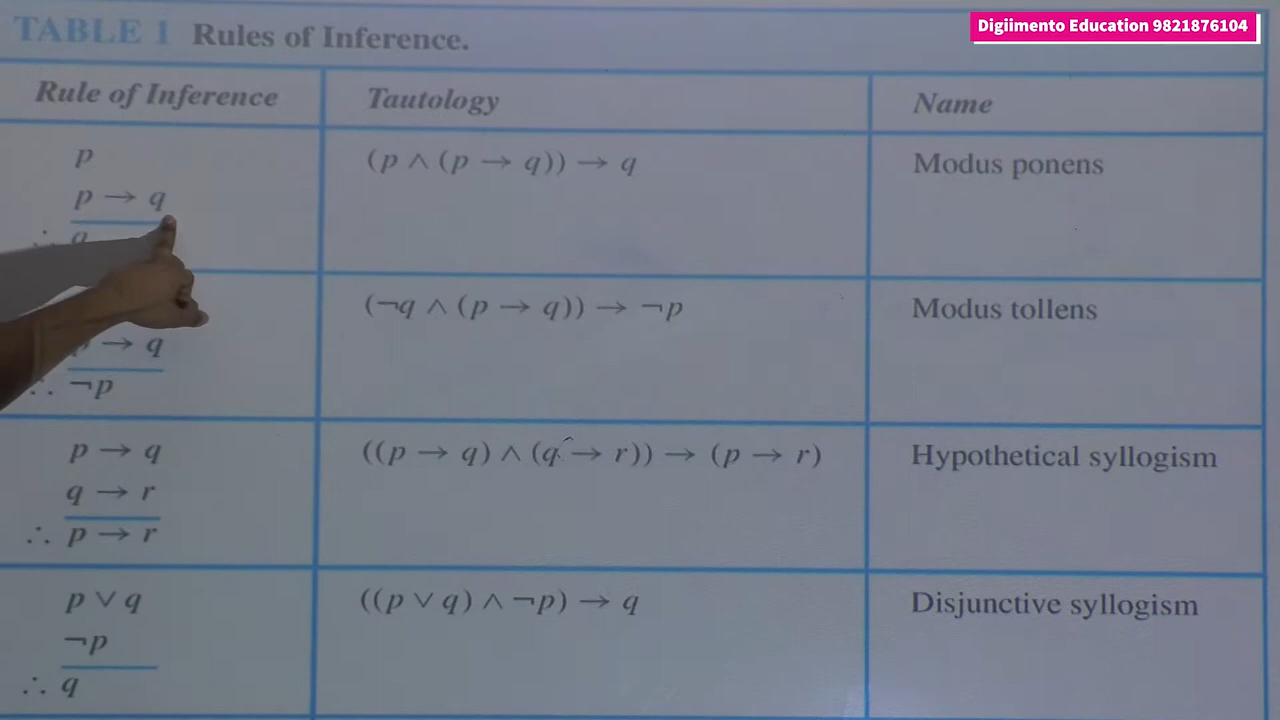 Digiimento Education 9821876104
TABLE 1 Rules of Inference.
Rule of Inference Tautology Name
p
p → q
∴ q
(p ∧ (p → q)) → q
Modus ponens
→ q
∴ ¬p
(¬q ∧ (p → q)) → ¬p
Modus tollens
p → q
q → r
∴ p → r
((p → q) ∧ (q → r)) → (p → r)
Hypothetical syllogism
p ∨ q
¬p
∴ q
((p ∨ q) ∧ ¬p) → q
Disjunctive syllogism